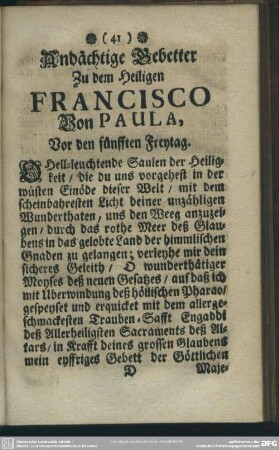 ( 41 )
Andächtige Gebetter
Zu dem Heiligen
FRANCISCO
Von PAULA,
Vor den fünfften Freytag.
O Hell-leuchtende Saulen der Heilig-
keit / die du uns vorgehest in der
wüsten Einöde dieser Welt / mit dem
scheinbahresten Licht deiner unzähligen
Wunderthaten, uns den Weeg anzuzei-
gen / durch das rothe Meer deß Glau-
bens in das gelobte Land der himmlischen
Gnaden zu gelangen; verleyhe mir dein
sicheres Geleith / O wunderthätiger
Moyses deß neuen Gesatzes / auf daß ich
mit Uberwindung deß höllischen Pharao/
gespeyset und erquicket mit dem allerge-
schmackesten Trauben-Safft Engaddi
deß Allerheiligsten Sacraments deß Al-
tars / in Krafft deines grossen Glaubens
mein eyffriges Gebett der Göttlichen
D Maje-